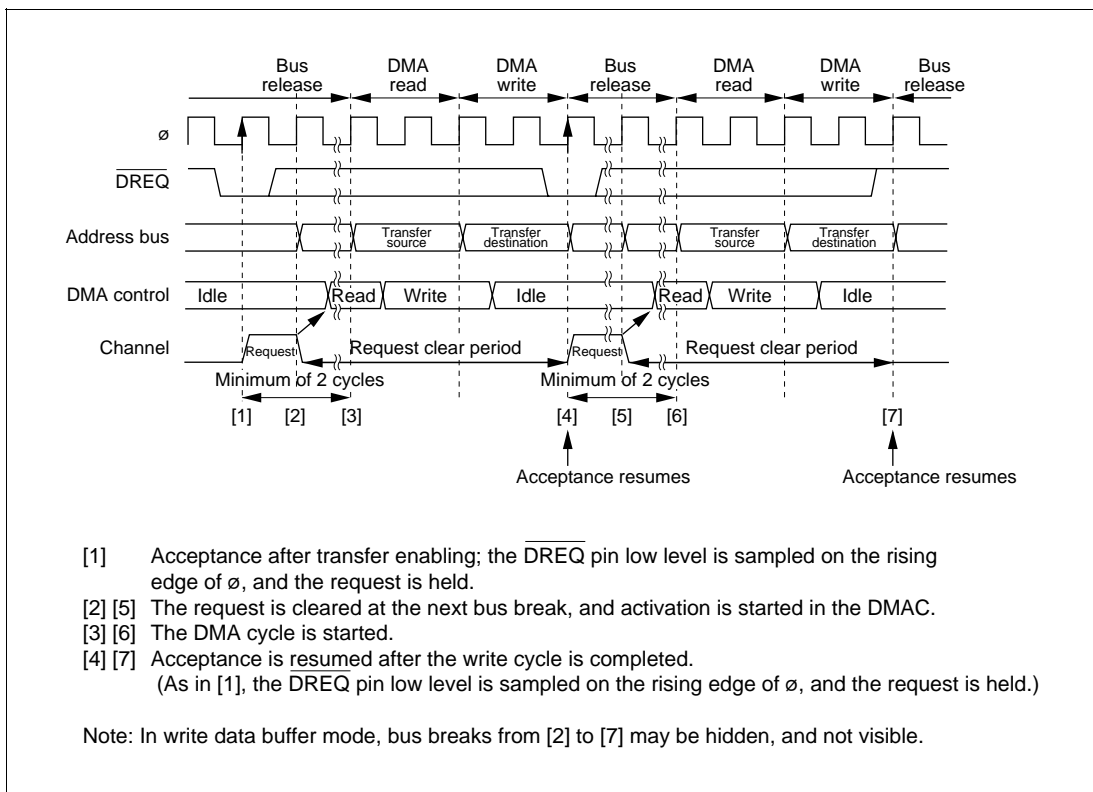 Bus release DMA read DMA write Bus release DMA read DMA write Bus release
ø
DREQ
Address bus Transfer source Transfer destination Transfer source Transfer destination
DMA control Idle Read Write Idle Read Write Idle
Channel Request Request clear period Request Request clear period
Minimum of 2 cycles Minimum of 2 cycles
[1] [2] [3] [4] [5] [6] [7]
Acceptance resumes Acceptance resumes
[1] Acceptance after transfer enabling; the DREQ pin low level is sampled on the rising
edge of ø, and the request is held.
[2] [5] The request is cleared at the next bus break, and activation is started in the DMAC.
[3] [6] The DMA cycle is started.
[4] [7] Acceptance is resumed after the write cycle is completed.
(As in [1], the DREQ pin low level is sampled on the rising edge of ø, and the request is held.)
Note: In write data buffer mode, bus breaks from [2] to [7] may be hidden, and not visible.